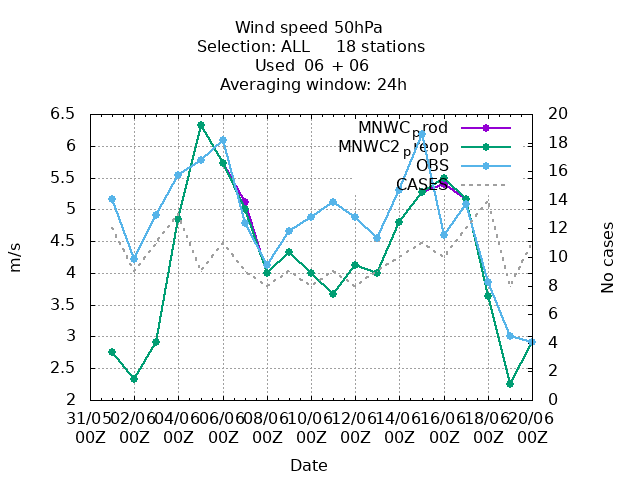 Wind speed 50hPa
Selection: ALL 18 stations
Used 06 + 06
Averaging window: 24h
MNWC_prod
MNWC2_preop
OBS
CASES
6.5
6
5.5
5
4.5
4
3.5
3
2.5
2
20
18
16
14
12
10
8
6
4
2
0
m/s
No cases
31/05 02/06 04/06 06/06 08/06 10/06 12/06 14/06 16/06 18/06 20/06
00Z 00Z 00Z 00Z 00Z 00Z 00Z 00Z 00Z 00Z 00Z
Date